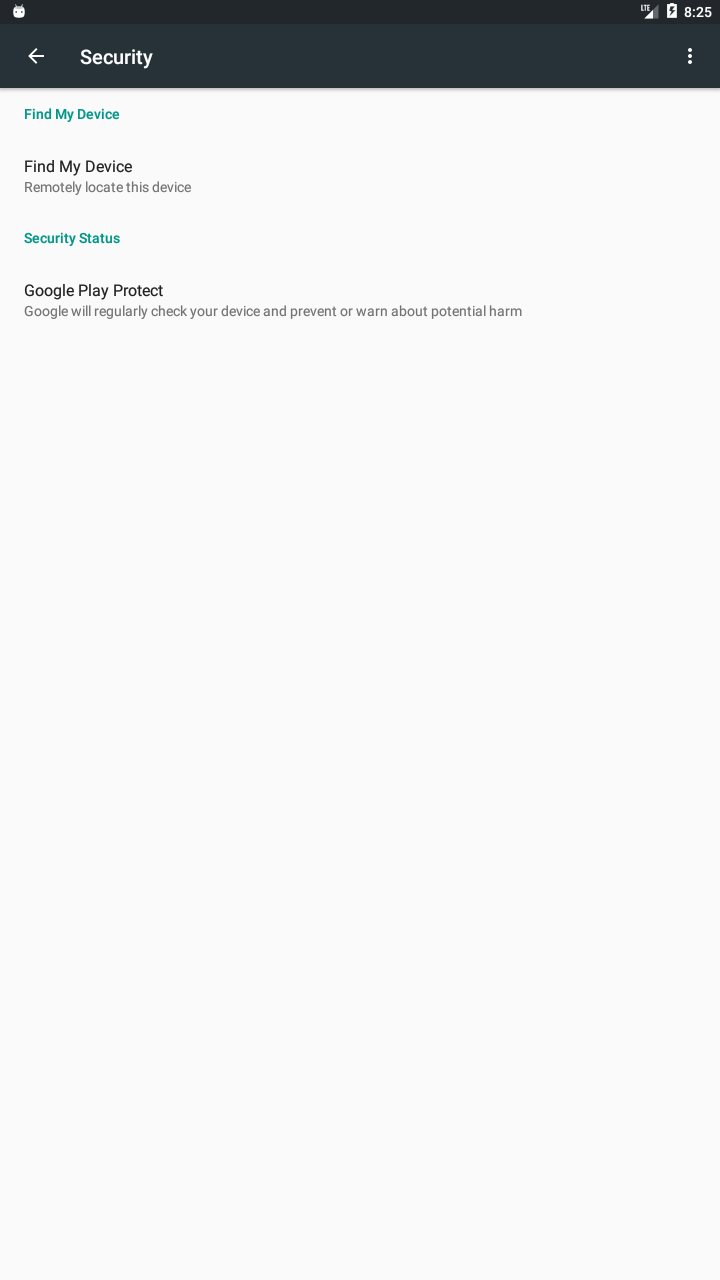 LTE 8:25
Security
Find My Device
Find My Device
Remotely locate this device
Security Status
Google Play Protect
Google will regularly check your device and prevent or warn about potential harm